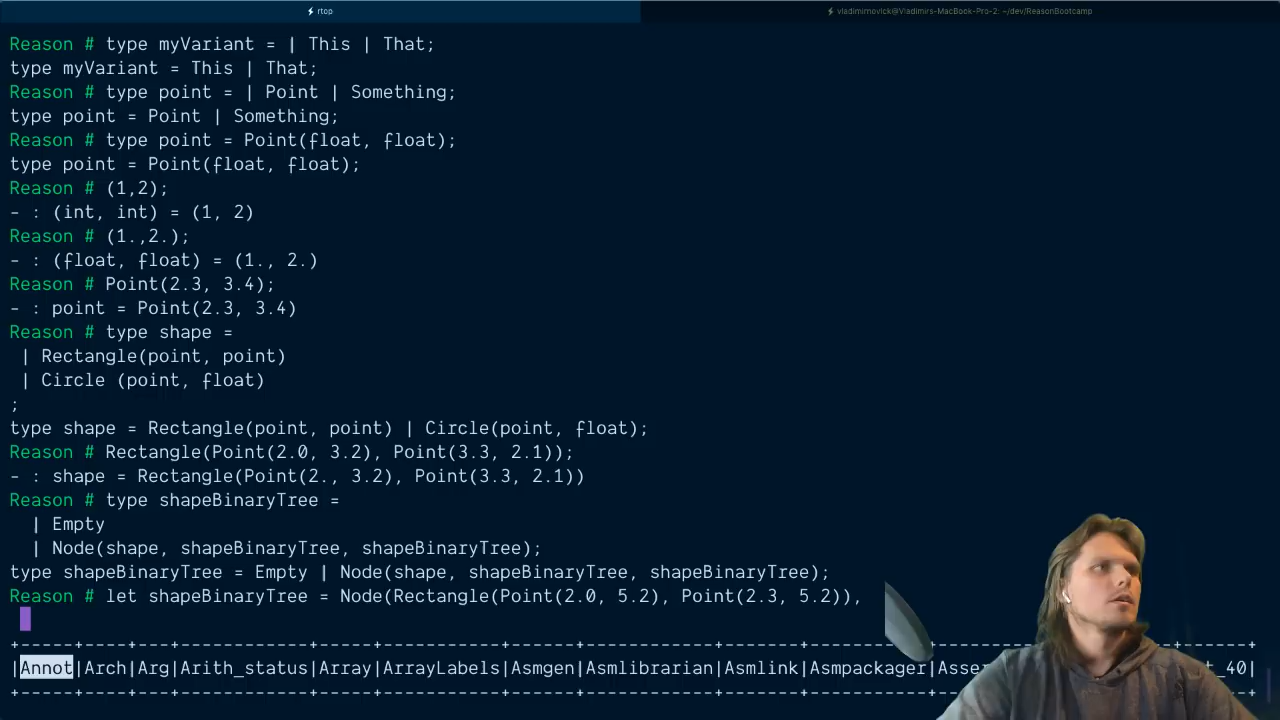 ⚡ rtop
⚡ vladimirnovick@Vladimirs-MacBook-Pro-2: ~/dev/ReasonBootcamp
Reason # type myVariant = | This | That;
type myVariant = This | That;
Reason # type point = | Point | Something;
type point = Point | Something;
Reason # type point = Point(float, float);
type point = Point(float, float);
Reason # (1,2);
- : (int, int) = (1, 2)
Reason # (1.,2.);
- : (float, float) = (1., 2.)
Reason # Point(2.3, 3.4);
- : point = Point(2.3, 3.4)
Reason # type shape =
| Rectangle(point, point)
| Circle (point, float)
;
type shape = Rectangle(point, point) | Circle(point, float);
Reason # Rectangle(Point(2.0, 3.2), Point(3.3, 2.1));
- : shape = Rectangle(Point(2., 3.2), Point(3.3, 2.1))
Reason # type shapeBinaryTree =
| Empty
| Node(shape, shapeBinaryTree, shapeBinaryTree);
type shapeBinaryTree = Empty | Node(shape, shapeBinaryTree, shapeBinaryTree);
Reason # let shapeBinaryTree = Node(Rectangle(Point(2.0, 5.2), Point(2.3, 5.2)),
|Annot|Arch|Arg|Arith_status|Array|ArrayLabels|Asmgen|Asmlibrarian|Asmlink|Asmpackager|